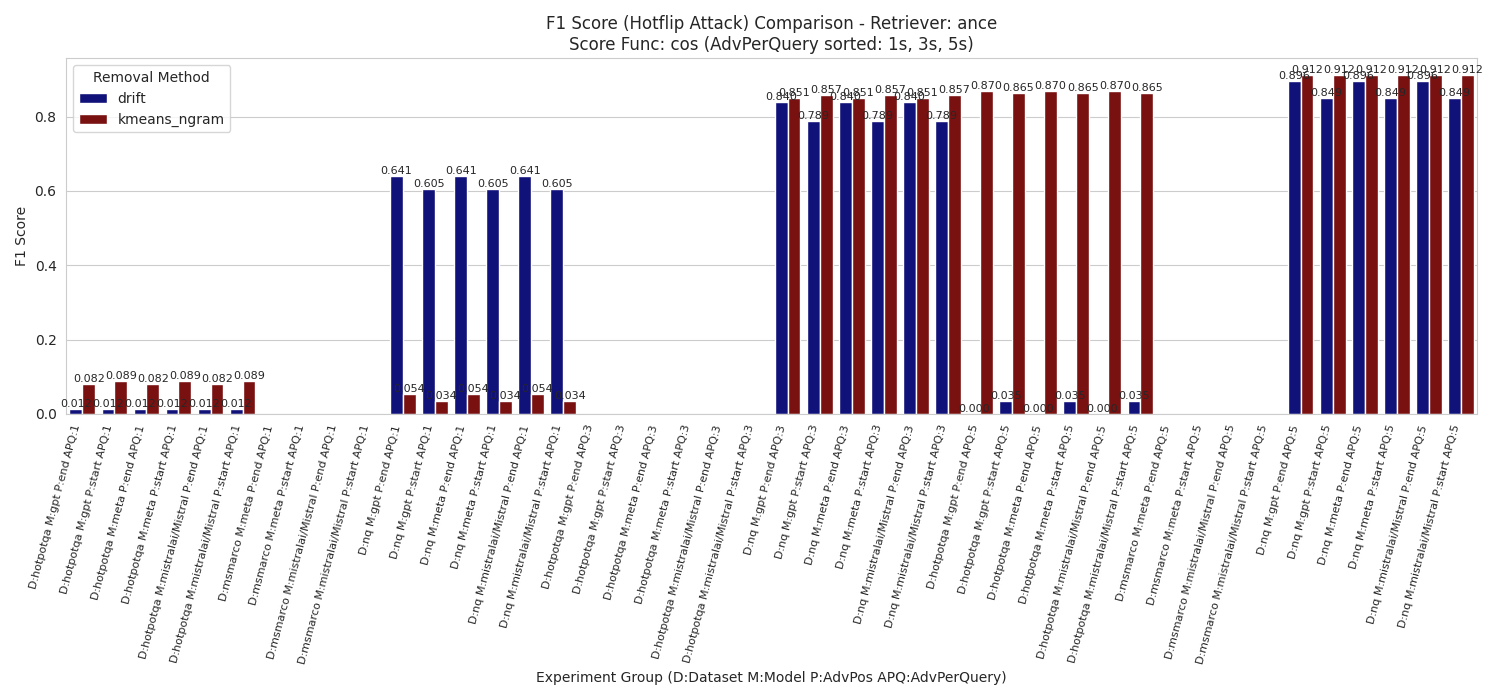 F1 Score (Hotflip Attack) Comparison - Retriever: ance
Score Func: cos (AdvPerQuery sorted: 1s, 3s, 5s)
Removal Method
drift
kmeans_ngram
F1 Score
0.8
0.6
0.4
0.2
0.0
0.082
0.089
0.082
0.089
0.082
0.089
0.641
0.054
0.605
0.034
0.641
0.054
0.605
0.034
0.641
0.054
0.605
0.034
0.840
0.851
0.857
0.840
0.851
0.857
0.840
0.851
0.857
0.870
0.865
0.870
0.865
0.870
0.865
0.896
0.912
0.849
0.912
0.896
0.912
0.849
0.912
0.896
0.912
0.849
0.912
D:hotpotqa M:gpt P:end APQ:1
D:hotpotqa M:gpt P:start APQ:1
D:hotpotqa M:meta P:end APQ:1
D:hotpotqa M:meta P:start APQ:1
D:hotpotqa M:mistralai/Mistral P:end APQ:1
D:hotpotqa M:mistralai/Mistral P:start APQ:1
D:msmarco M:meta P:end APQ:1
D:msmarco M:meta P:start APQ:1
D:msmarco M:mistralai/Mistral P:end APQ:1
D:msmarco M:mistralai/Mistral P:start APQ:1
D:nq M:gpt P:end APQ:1
D:nq M:gpt P:start APQ:1
D:nq M:meta P:end APQ:1
D:nq M:meta P:start APQ:1
D:nq M:mistralai/Mistral P:end APQ:1
D:nq M:mistralai/Mistral P:start APQ:1
D:hotpotqa M:gpt P:end APQ:3
D:hotpotqa M:gpt P:start APQ:3
D:hotpotqa M:meta P:end APQ:3
D:hotpotqa M:meta P:start APQ:3
D:hotpotqa M:mistralai/Mistral P:end APQ:3
D:hotpotqa M:mistralai/Mistral P:start APQ:3
D:nq M:gpt P:end APQ:3
D:nq M:gpt P:start APQ:3
D:nq M:meta P:end APQ:3
D:nq M:meta P:start APQ:3
D:nq M:mistralai/Mistral P:end APQ:3
D:nq M:mistralai/Mistral P:start APQ:3
D:hotpotqa M:gpt P:end APQ:5
D:hotpotqa M:gpt P:start APQ:5
D:hotpotqa M:meta P:end APQ:5
D:hotpotqa M:meta P:start APQ:5
D:hotpotqa M:mistralai/Mistral P:end APQ:5
D:hotpotqa M:mistralai/Mistral P:start APQ:5
D:msmarco M:meta P:end APQ:5
D:msmarco M:meta P:start APQ:5
D:msmarco M:mistralai/Mistral P:end APQ:5
D:msmarco M:mistralai/Mistral P:start APQ:5
D:nq M:gpt P:end APQ:5
D:nq M:gpt P:start APQ:5
D:nq M:meta P:end APQ:5
D:nq M:meta P:start APQ:5
D:nq M:mistralai/Mistral P:end APQ:5
D:nq M:mistralai/Mistral P:start APQ:5
Experiment Group (D:Dataset M:Model P:AdvPos APQ:AdvPerQuery)